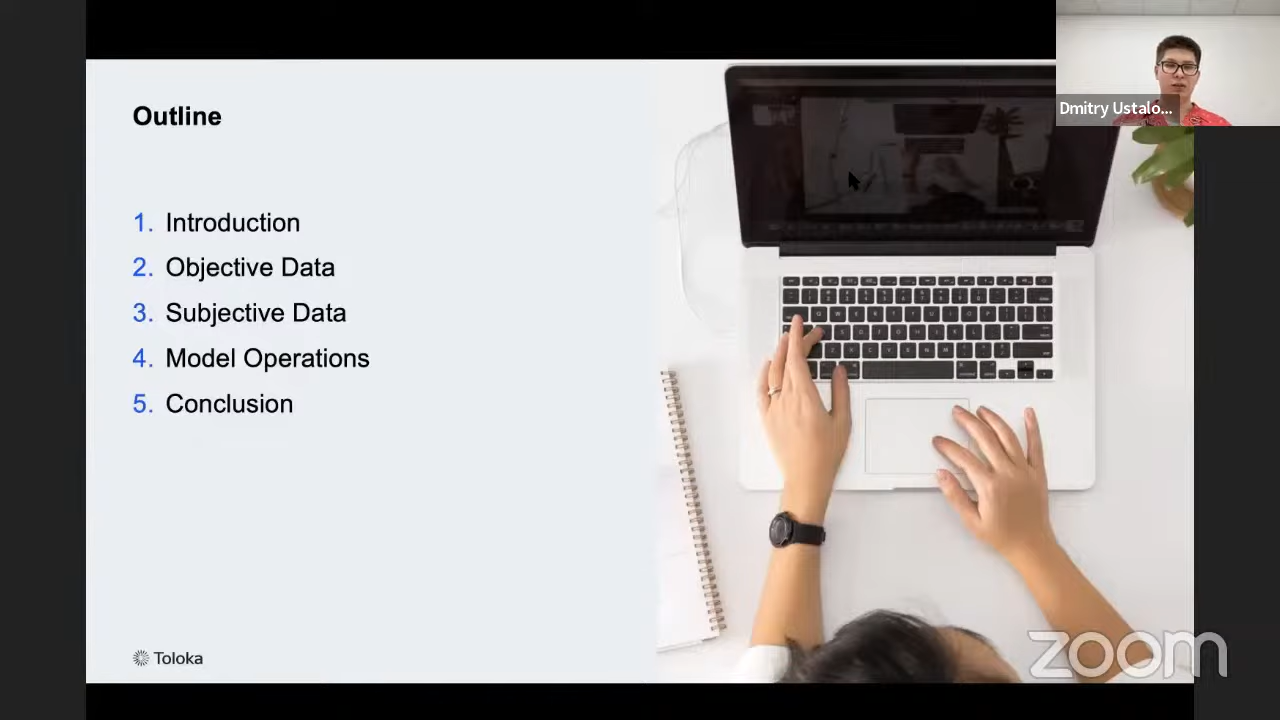 Outline
1. Introduction
2. Objective Data
3. Subjective Data
4. Model Operations
5. Conclusion
Toloka
Dmitry Ustalo...
zoom